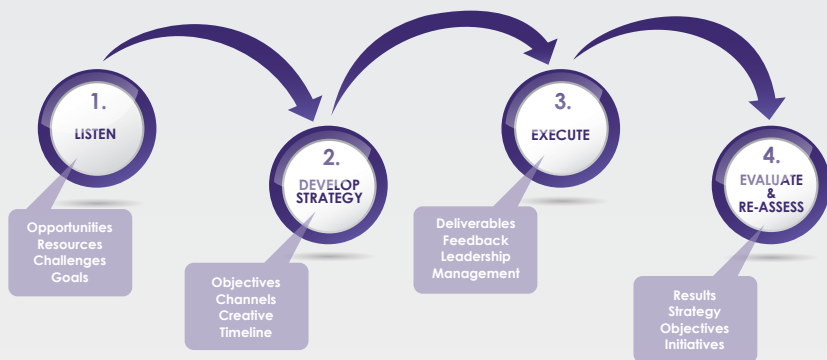 1.
LISTEN
Opportunities
Resources
Challenges
Goals
2.
DEVELOP
STRATEGY
Objectives
Channels
Creative
Timeline
3.
EXECUTE
Deliverables
Feedback
Leadership
Management
4.
EVALUATE
&
RE-ASSESS
Results
Strategy
Objectives
Initiatives